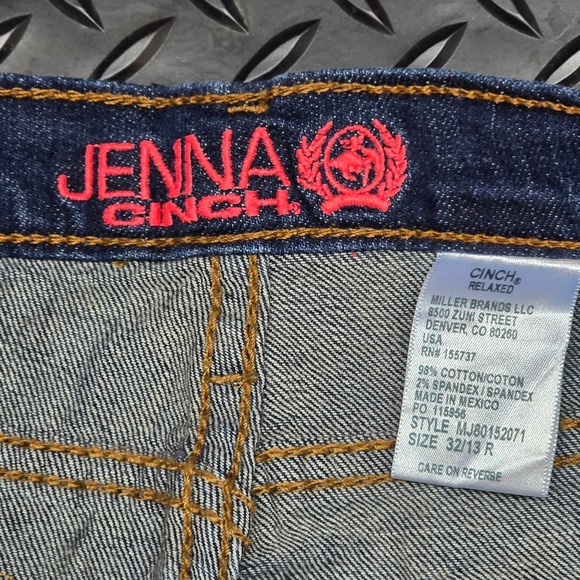 JENNA
CINCH®
CINCH®
RELAXED
MILLER BRANDS LLC
8500 ZUNI STREET
DENVER, CO 80260
USA
RN# 155737
98% COTTON/COTON
2% SPANDEX / SPANDEX
MADE IN MEXICO
PO 115956
STYLE MJ80152071
SIZE 32/13 R
CARE ON REVERSE